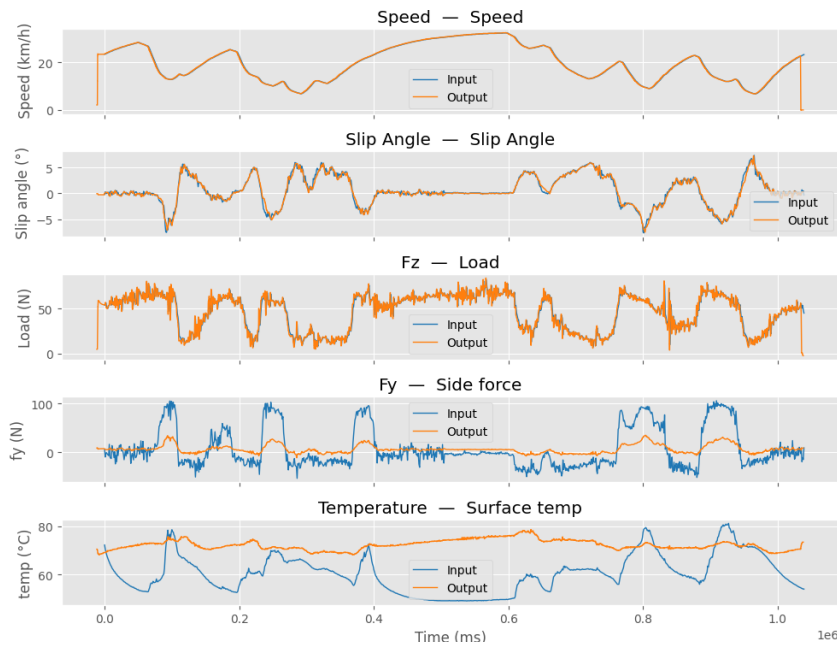 Speed — Speed
Speed (km/h)
20
0
Input
Output
Slip Angle — Slip Angle
Slip angle (°)
5
0
−5
Input
Output
Fz — Load
Load (N)
50
0
Input
Output
Fy — Side force
fy (N)
100
0
Input
Output
Temperature — Surface temp
temp (°C)
80
60
Input
Output
0.0 0.2 0.4 0.6 0.8 1.0
1e6
Time (ms)